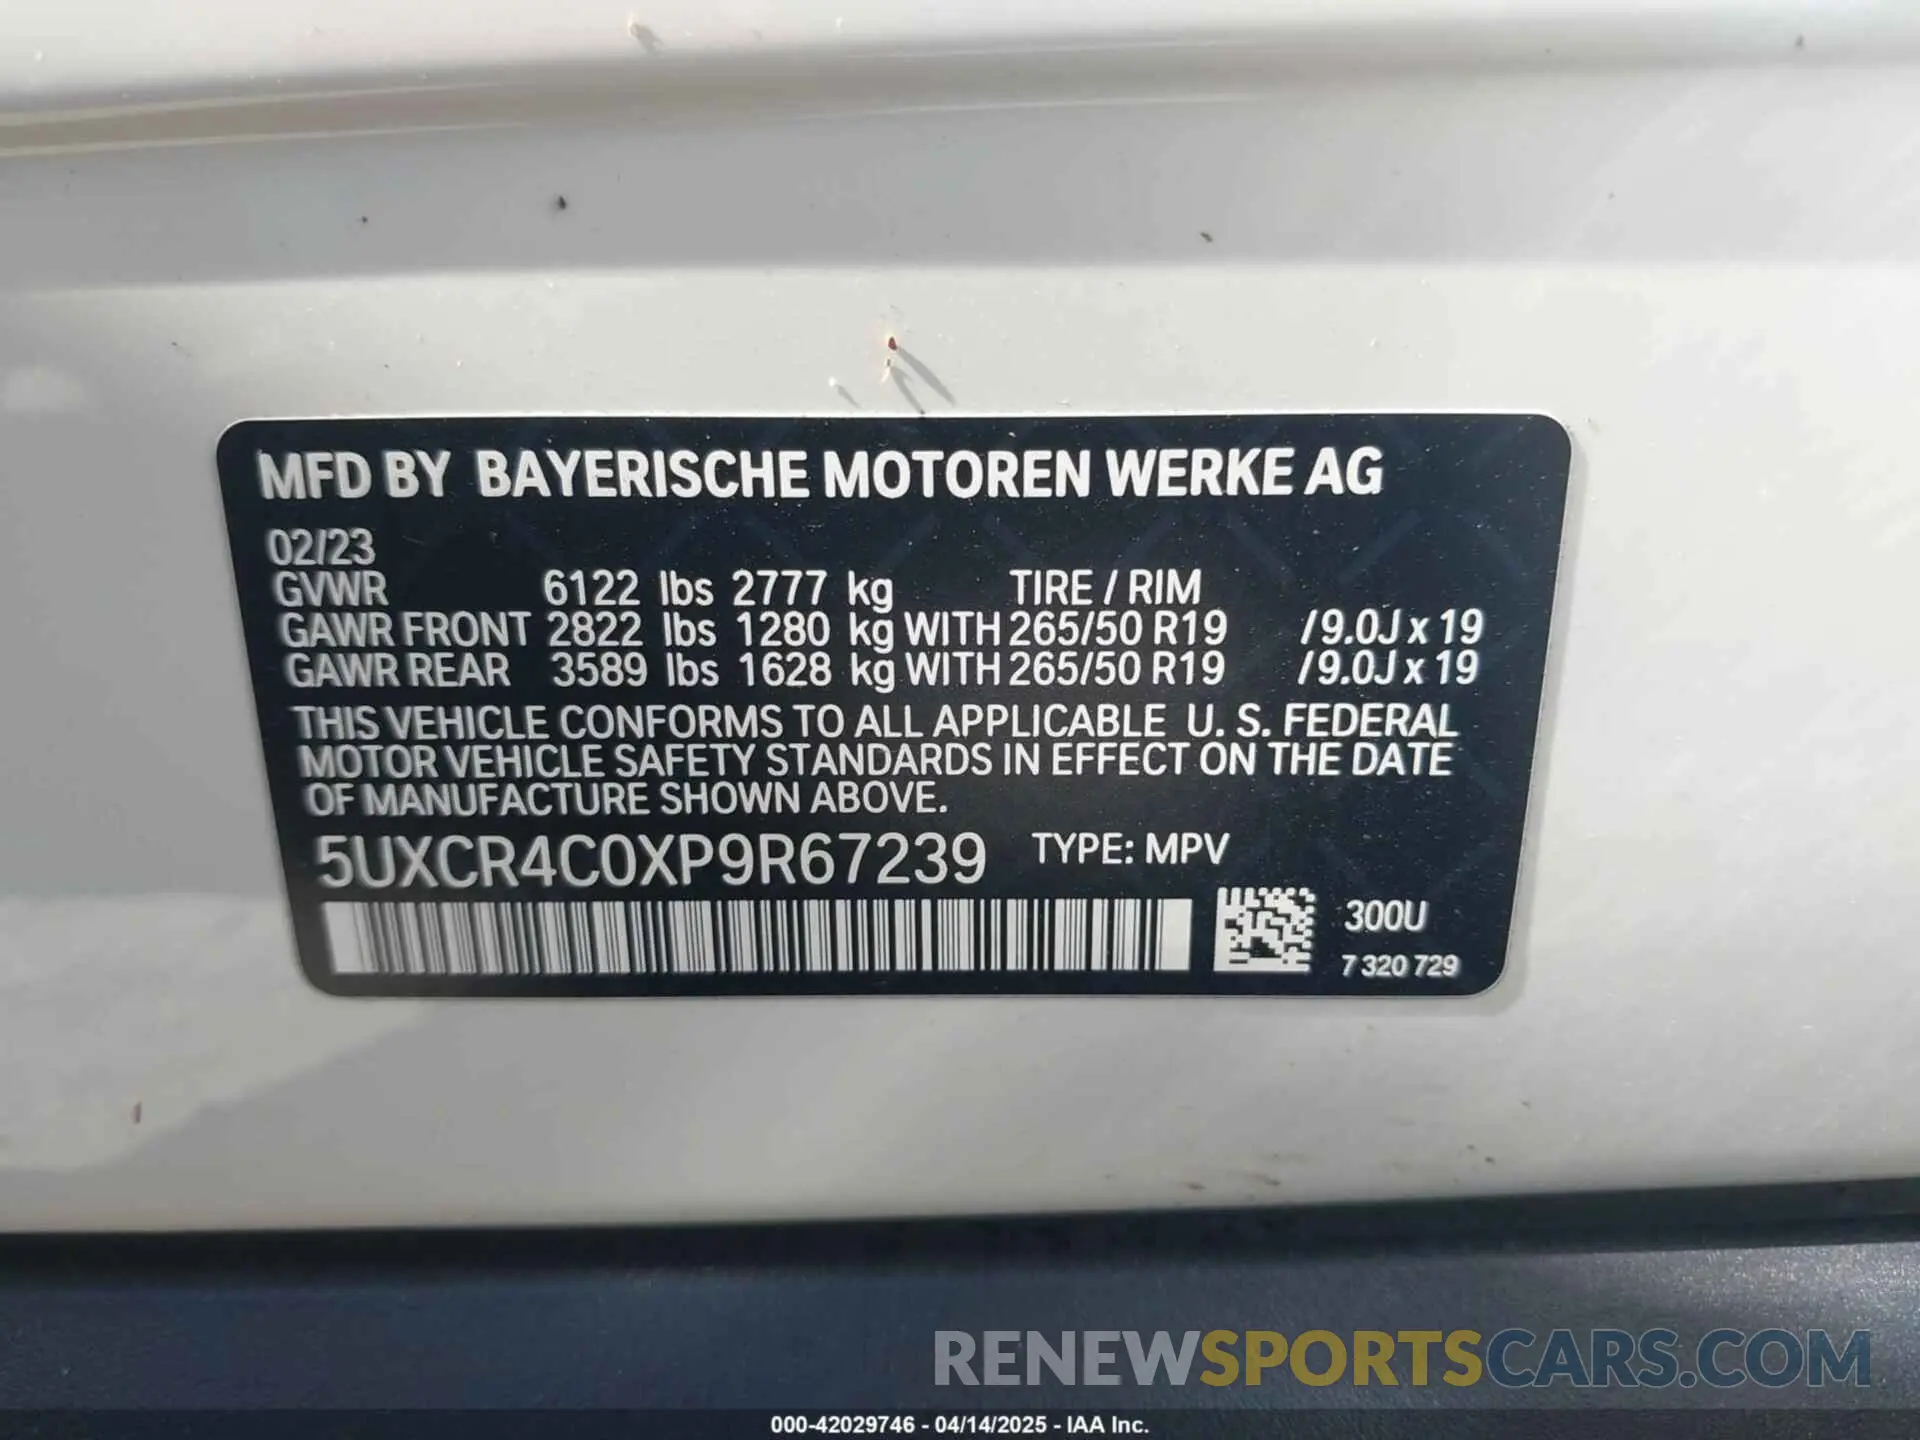 MFD BY BAYERISCHE MOTOREN WERKE AG
02/23
GVWR 6122 lbs 2777 kg TIRE / RIM
GAWR FRONT 2822 lbs 1280 kg WITH 265/50 R19 / 9.0J x 19
GAWR REAR 3589 lbs 1628 kg WITH 265/50 R19 / 9.0J x 19
THIS VEHICLE CONFORMS TO ALL APPLICABLE U. S. FEDERAL
MOTOR VEHICLE SAFETY STANDARDS IN EFFECT ON THE DATE
OF MANUFACTURE SHOWN ABOVE.
5UXCR4C0XP9R67239 TYPE: MPV
300U
7 320 729
RENEWSPORTSCARS.COM
000-42029746 - 04/14/2025 - IAA Inc.